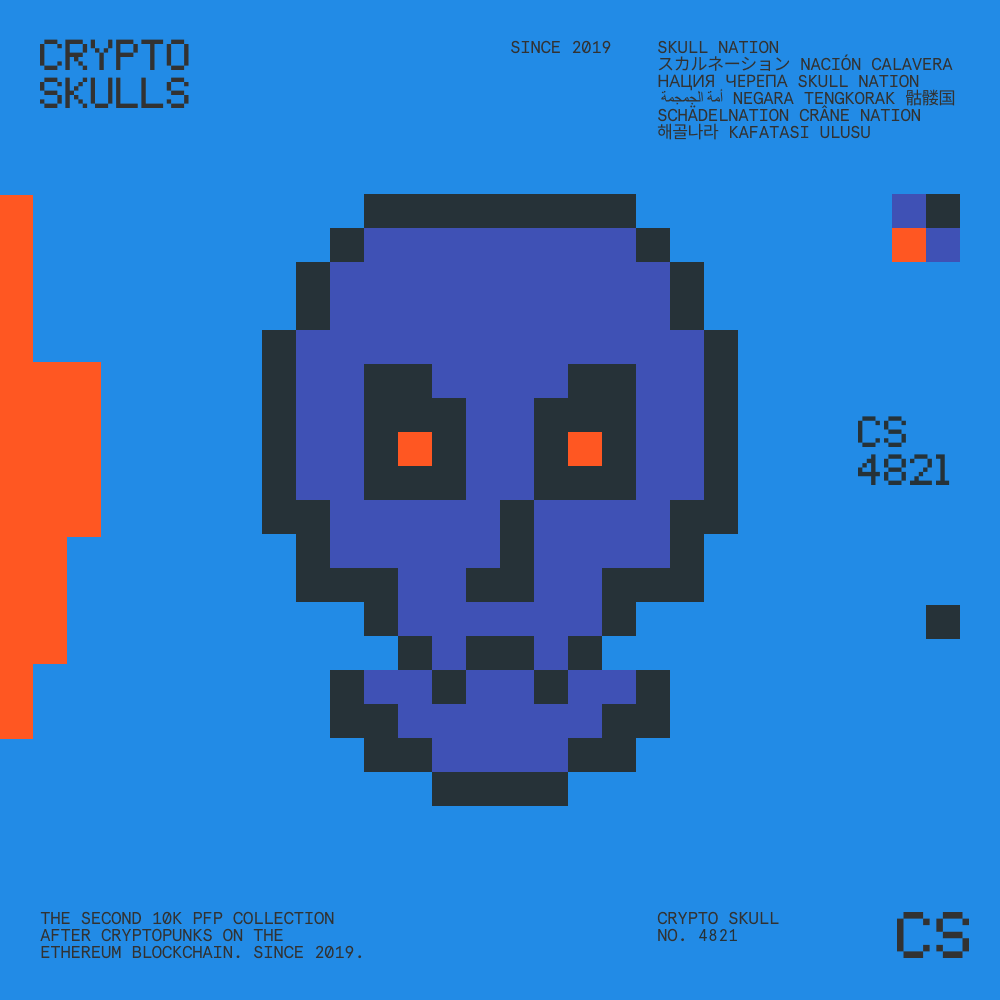 CRYPTO
SKULLS
SINCE 2019
SKULL NATION
スカルネーション NACIÓN CALAVERA
НАЦИЯ ЧЕРЕПА SKULL NATION
أمة الجمجمة NEGARA TENGKORAK 骷髅国
SCHÄDELNATION CRÂNE NATION
해골나라 KAFATASI ULUSU
CS
4821
THE SECOND 10K PFP COLLECTION
AFTER CRYPTOPUNKS ON THE
ETHEREUM BLOCKCHAIN. SINCE 2019.
CRYPTO SKULL
NO. 4821
CS